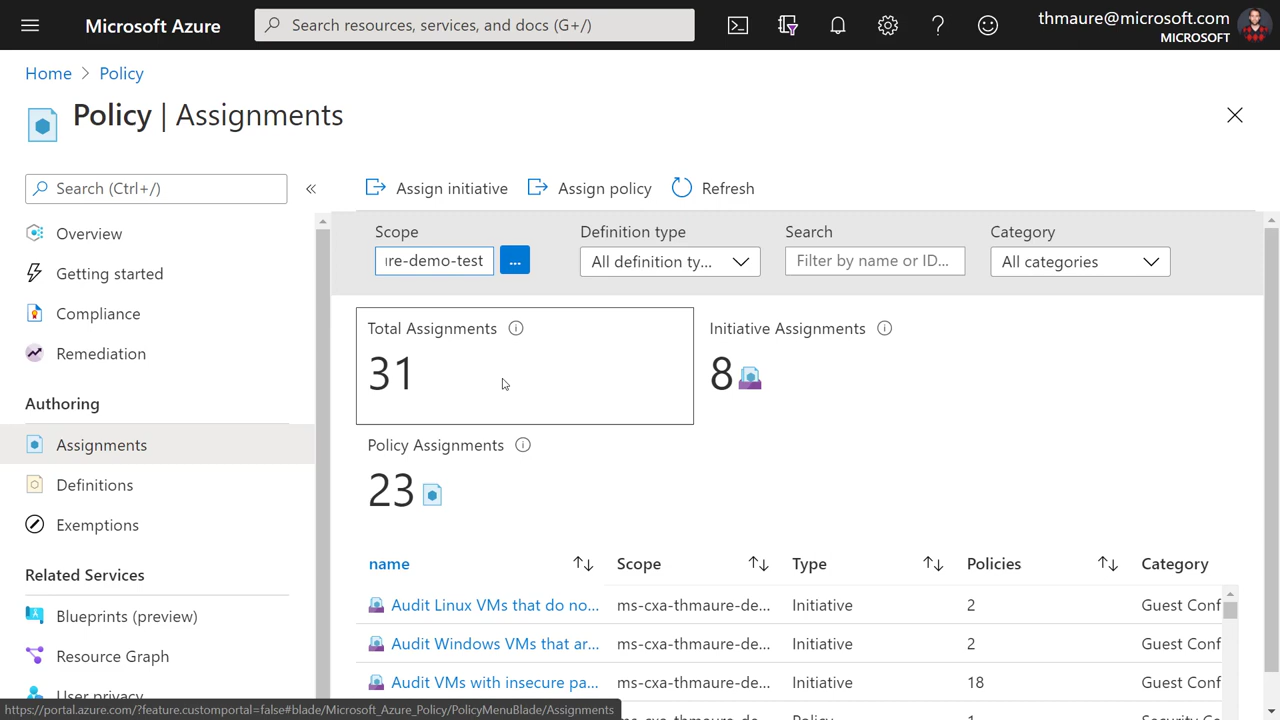 Microsoft Azure
Search resources, services, and docs (G+/)
thmaure@microsoft.com
MICROSOFT
Home > Policy
Policy | Assignments
Search (Ctrl+/)
«
Assign initiative
Assign policy
Refresh
Overview
Getting started
Compliance
Remediation
Authoring
Assignments
Definitions
Exemptions
Related Services
Blueprints (preview)
Resource Graph
User privacy
Scope
Definition type
Search
Category
re-demo-test
...
All definition ty...
Filter by name or ID...
All categories
Total Assignments
31
Initiative Assignments
8
Policy Assignments
23
name
Scope
Type
Policies
Category
Audit Linux VMs that do no...
ms-cxa-thmaure-de...
Initiative
2
Guest Conf
Audit Windows VMs that ar...
ms-cxa-thmaure-de...
Initiative
2
Guest Conf
Audit VMs with insecure pa...
ms-cxa-thmaure-de...
Initiative
18
Guest Conf
https://portal.azure.com/?feature.customportal=false#blade/Microsoft_Azure_Policy/PolicyMenuBlade/Assignments